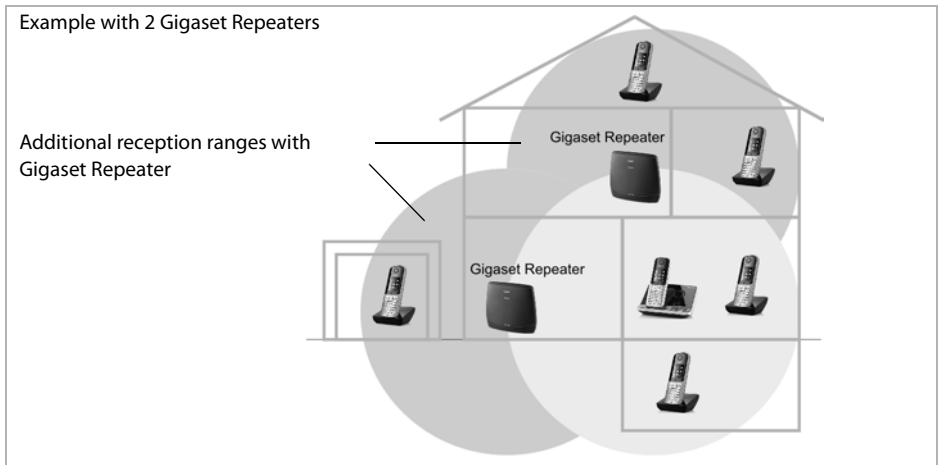 Example with 2 Gigaset Repeaters
Additional reception ranges with
Gigaset Repeater
Gigaset Repeater
Gigaset Repeater